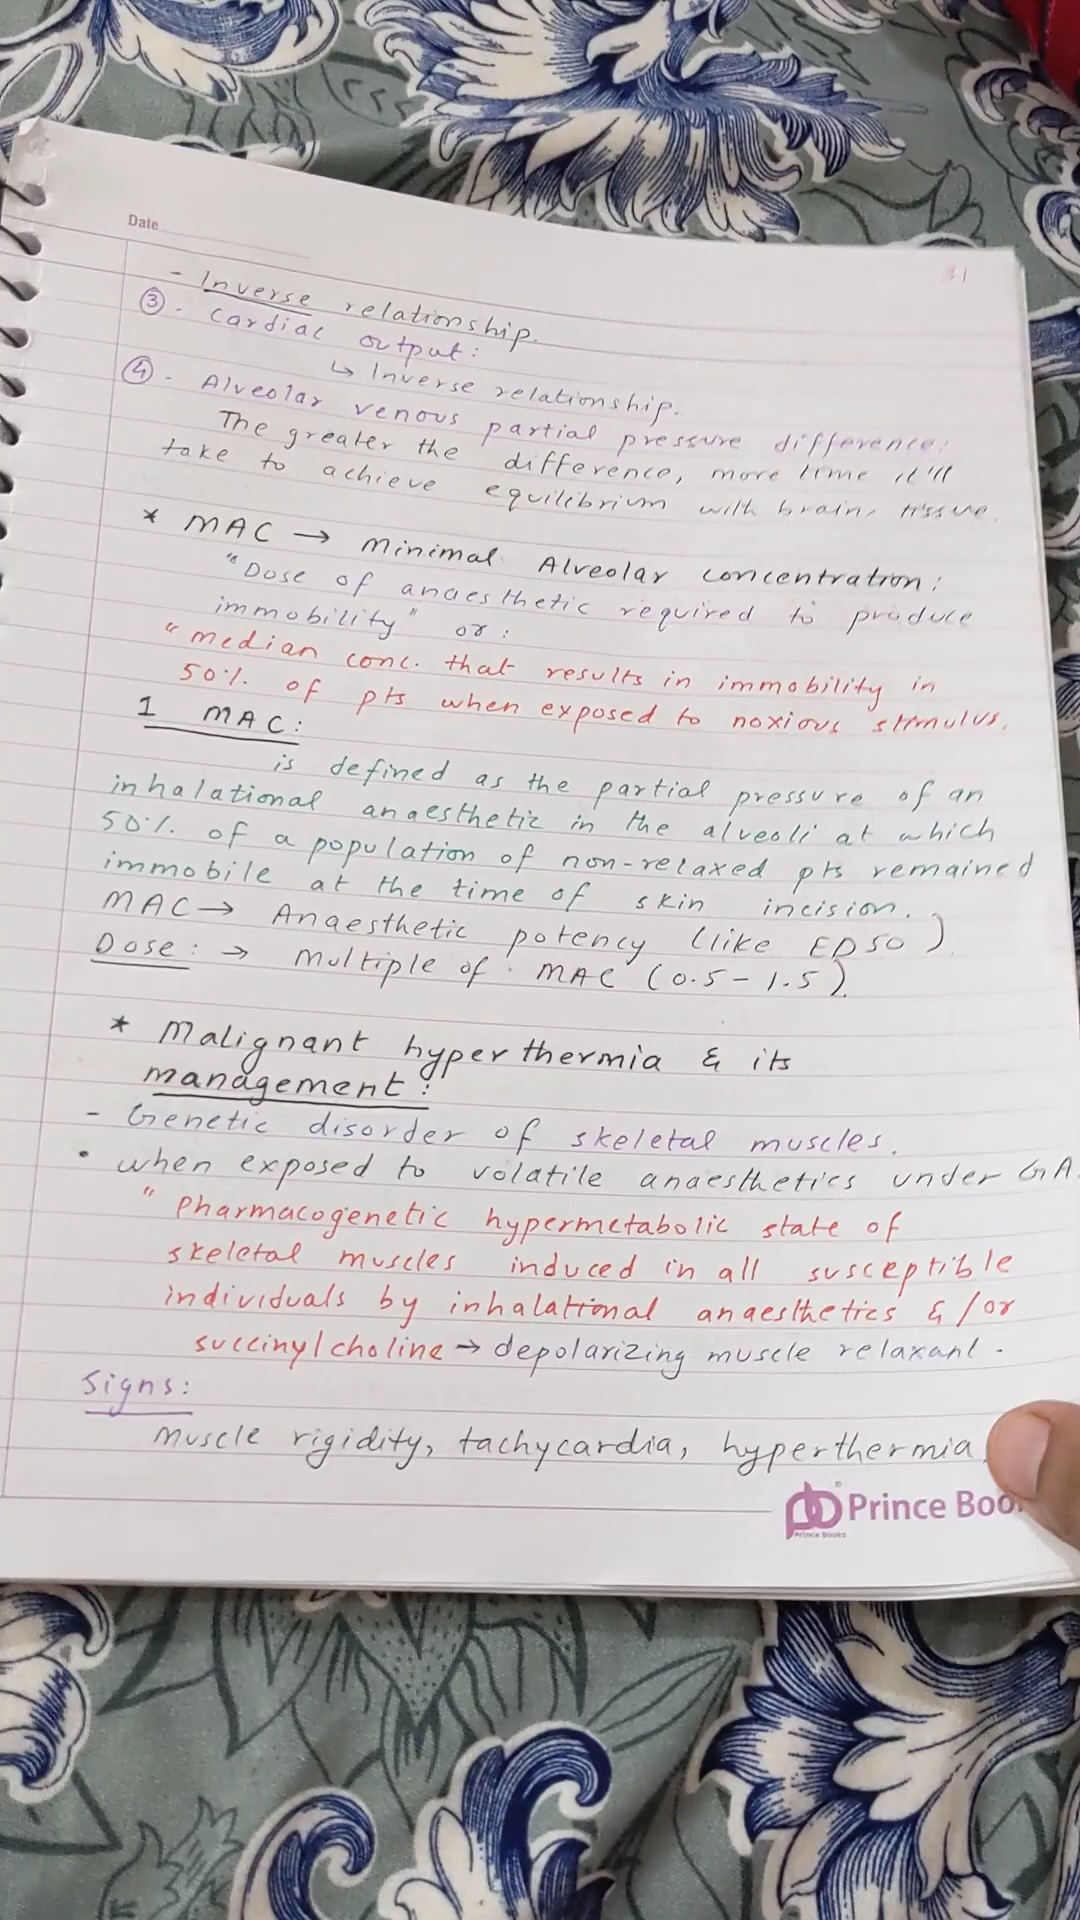 Date
31
- Inverse relationship.
③ - Cardiac output:
↳ Inverse relationship.
④ - Alveolar venous partial pressure difference:
The greater the difference, more time it'll
take to achieve equilibrium with brain, tissue.
* MAC → Minimal Alveolar concentration:
"Dose of anaesthetic required to produce
immobility" or:
"median conc. that results in immobility in
50% of pts when exposed to noxious stimulus.
1 MAC:
is defined as the partial pressure of an
inhalational anaesthetic in the alveoli at which
50% of a population of non-relaxed pts remained
immobile at the time of skin incision.
MAC → Anaesthetic potency (like ED50)
Dose: → Multiple of MAC (0.5 - 1.5).
* Malignant hyperthermia & its
management:
- Genetic disorder of skeletal muscles.
• when exposed to volatile anaesthetics under GA.
"Pharmacogenetic hypermetabolic state of
skeletal muscles induced in all susceptible
individuals by inhalational anaesthetics & /or
succinylcholine → depolarizing muscle relaxant -
Signs:
Muscle rigidity, tachycardia, hyperthermia,
Prince Boo
Prince Books